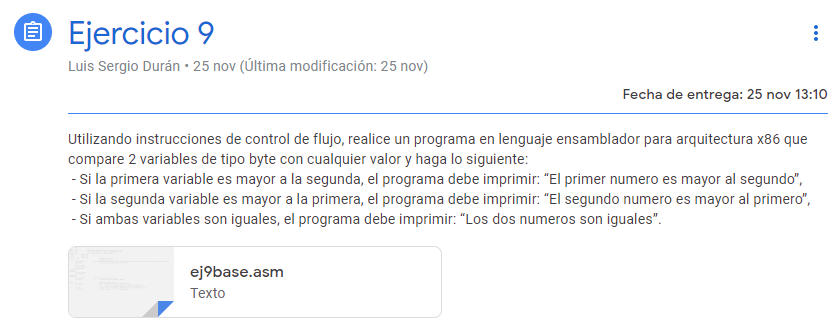 Ejercicio 9
Luis Sergio Durán • 25 nov (Última modificación: 25 nov)
Fecha de entrega: 25 nov 13:10
Utilizando instrucciones de control de flujo, realice un programa en lenguaje ensamblador para arquitectura x86 que
compare 2 variables de tipo byte con cualquier valor y haga lo siguiente:
- Si la primera variable es mayor a la segunda, el programa debe imprimir: “El primer numero es mayor al segundo”,
- Si la segunda variable es mayor a la primera, el programa debe imprimir: “El segundo numero es mayor al primero”,
- Si ambas variables son iguales, el programa debe imprimir: “Los dos numeros son iguales”.
ej9base.asm
Texto